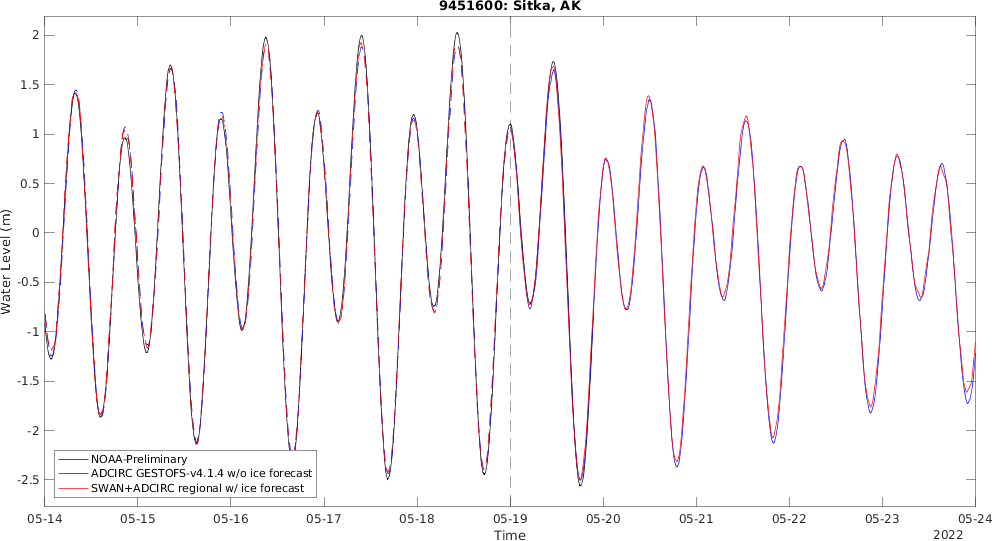 9451600: Sitka, AK
2
1.5
1
0.5
0
-0.5
-1
-1.5
-2
-2.5
Water Level (m)
NOAA-Preliminary
ADCIRC GESTOFS-v4.1.4 w/o ice forecast
SWAN+ADCIRC regional w/ ice forecast
05-14 05-15 05-16 05-17 05-18 05-19 05-20 05-21 05-22 05-23 05-24
Time
2022